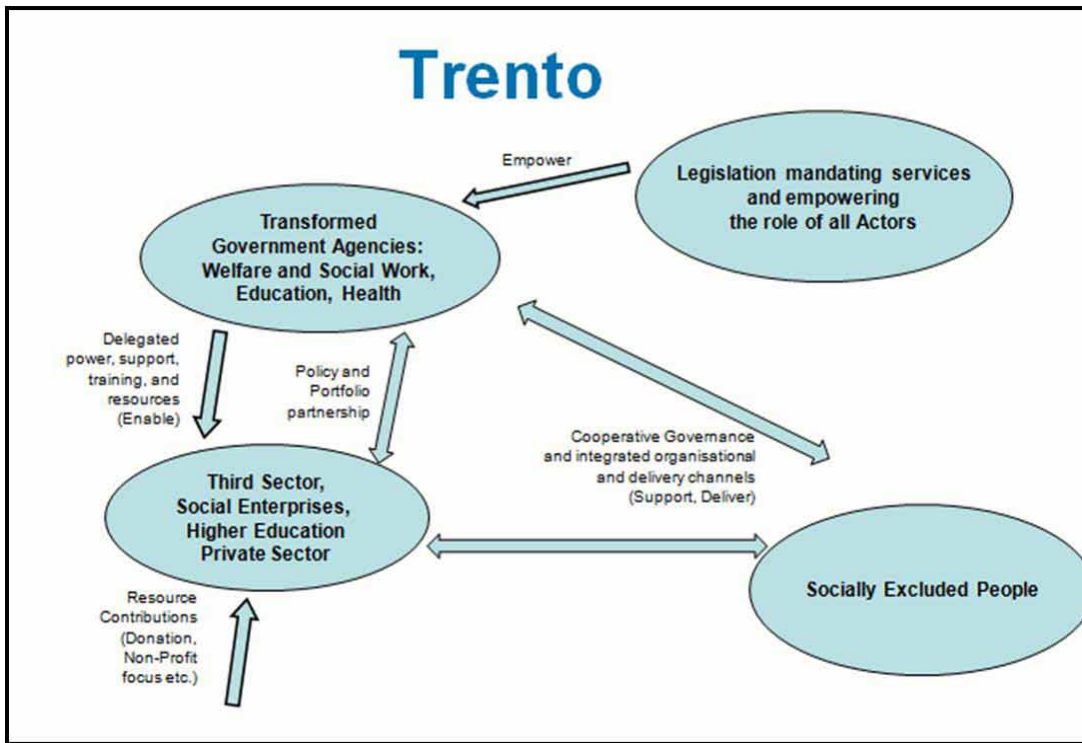 Trento
Empower
Legislation mandating services
and empowering
the role of all Actors
Transformed
Government Agencies:
Welfare and Social Work,
Education, Health
Delegated
power, support,
training, and
resources
(Enable)
Policy and
Portfolio
partnership
Cooperative Governance
and integrated organisational
and delivery channels
(Support, Deliver)
Third Sector,
Social Enterprises,
Higher Education
Private Sector
Socially Excluded People
Resource
Contributions
(Donation,
Non-Profit
focus etc.)